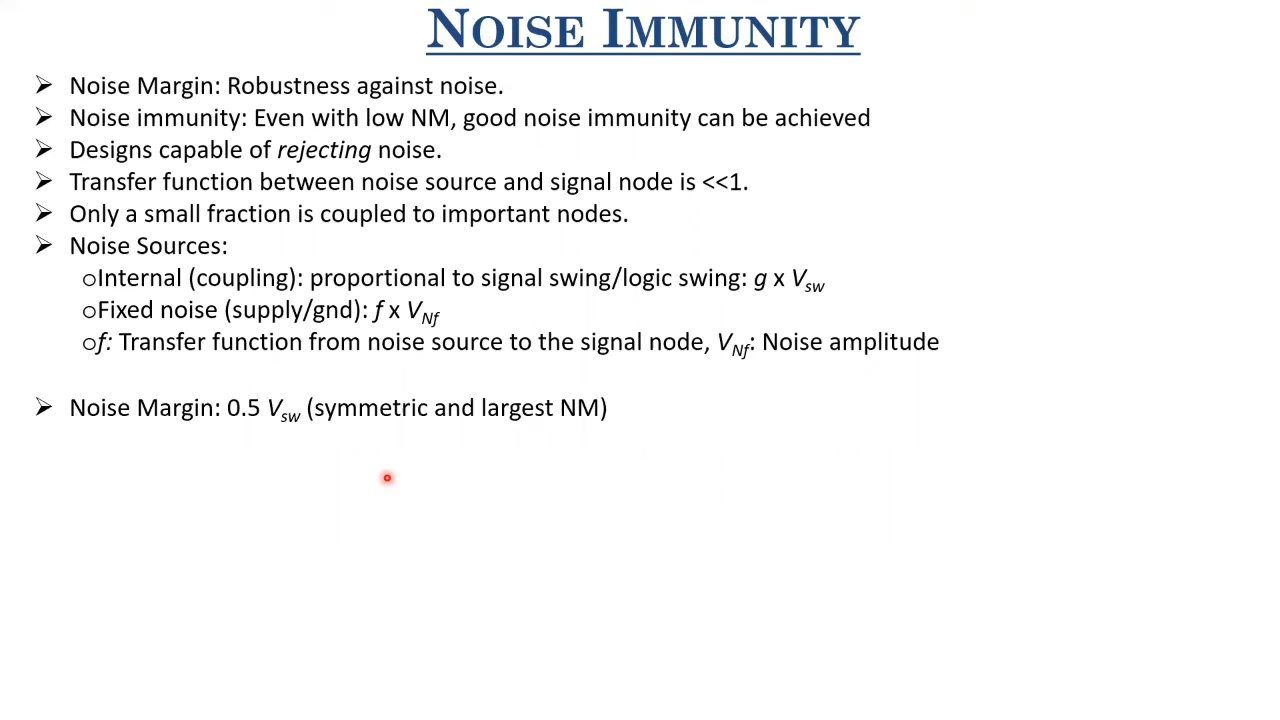 NOISE IMMUNITY
➢ Noise Margin: Robustness against noise.
➢ Noise immunity: Even with low NM, good noise immunity can be achieved
➢ Designs capable of rejecting noise.
➢ Transfer function between noise source and signal node is <<1.
➢ Only a small fraction is coupled to important nodes.
➢ Noise Sources:
oInternal (coupling): proportional to signal swing/logic swing: g x Vsw
oFixed noise (supply/gnd): f x VNf
of: Transfer function from noise source to the signal node, VNf: Noise amplitude
➢ Noise Margin: 0.5 Vsw (symmetric and largest NM)